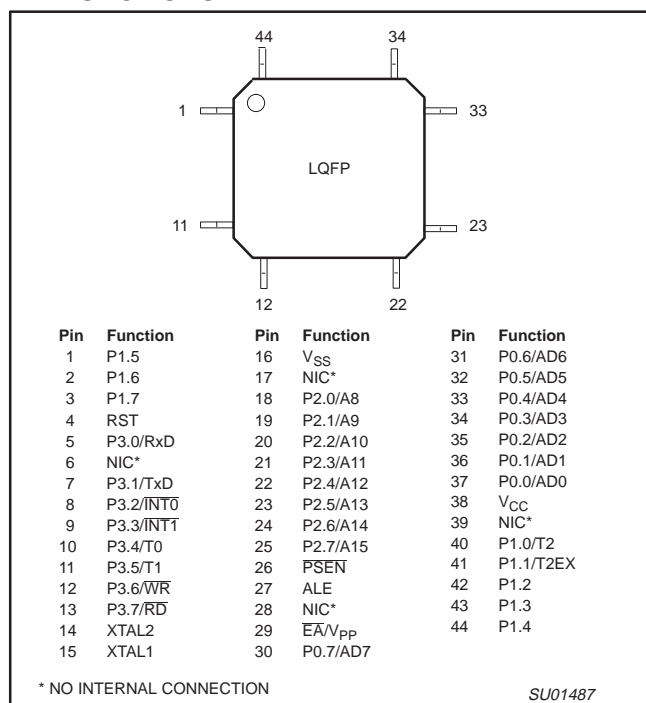 44 34
1 33
LQFP
11 23
12 22
Pin Function Pin Function Pin Function
1 P1.5 16 VSS 31 P0.6/AD6
2 P1.6 17 NIC* 32 P0.5/AD5
3 P1.7 18 P2.0/A8 33 P0.4/AD4
4 RST 19 P2.1/A9 34 P0.3/AD3
5 P3.0/RxD 20 P2.2/A10 35 P0.2/AD2
6 NIC* 21 P2.3/A11 36 P0.1/AD1
7 P3.1/TxD 22 P2.4/A12 37 P0.0/AD0
8 P3.2/INT0 23 P2.5/A13 38 VCC
9 P3.3/INT1 24 P2.6/A14 39 NIC*
10 P3.4/T0 25 P2.7/A15 40 P1.0/T2
11 P3.5/T1 26 PSEN 41 P1.1/T2EX
12 P3.6/WR 27 ALE 42 P1.2
13 P3.7/RD 28 NIC* 43 P1.3
14 XTAL2 29 EA/VPP 44 P1.4
15 XTAL1 30 P0.7/AD7
* NO INTERNAL CONNECTION SU01487